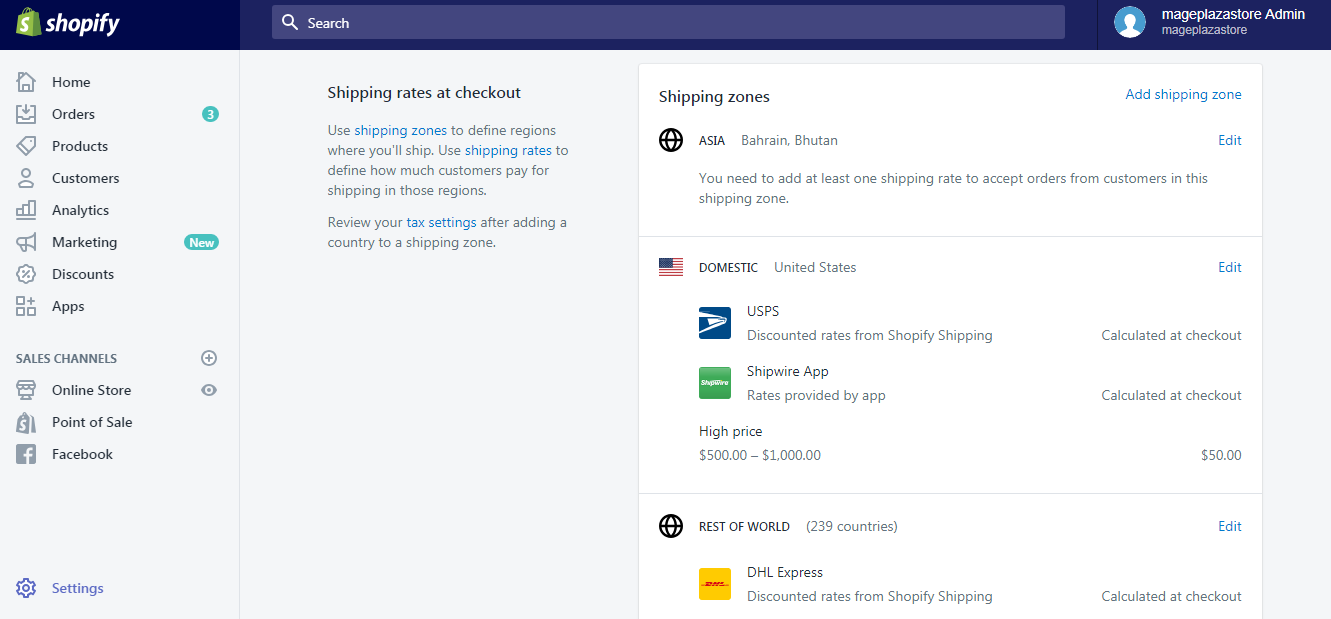 shopify
Search
mageplazastore Admin
mageplazastore
Home
Orders 3
Products
Customers
Analytics
Marketing New
Discounts
Apps
SALES CHANNELS
Online Store
Point of Sale
Facebook
Settings
Shipping rates at checkout
Use shipping zones to define regions
where you'll ship. Use shipping rates to
define how much customers pay for
shipping in those regions.
Review your tax settings after adding a
country to a shipping zone.
Shipping zones Add shipping zone
ASIA Bahrain, Bhutan Edit
You need to add at least one shipping rate to accept orders from customers in this
shipping zone.
DOMESTIC United States Edit
USPS
Discounted rates from Shopify Shipping Calculated at checkout
ShipWire
Shipwire App
Rates provided by app Calculated at checkout
High price
$500.00 – $1,000.00 $50.00
REST OF WORLD (239 countries) Edit
DHL
DHL Express
Discounted rates from Shopify Shipping Calculated at checkout